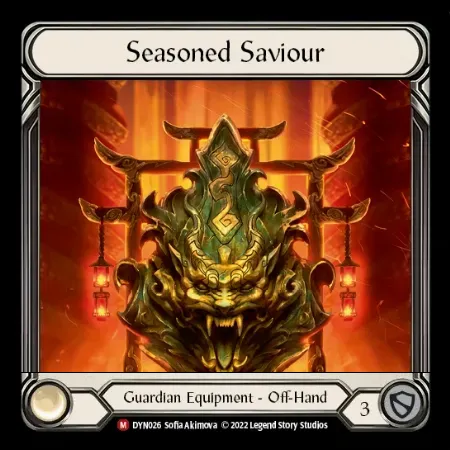 Seasoned Saviour
Guardian Equipment - Off-Hand
3
M DYN026 Sofia Akimova © 2022 Legend Story Studios